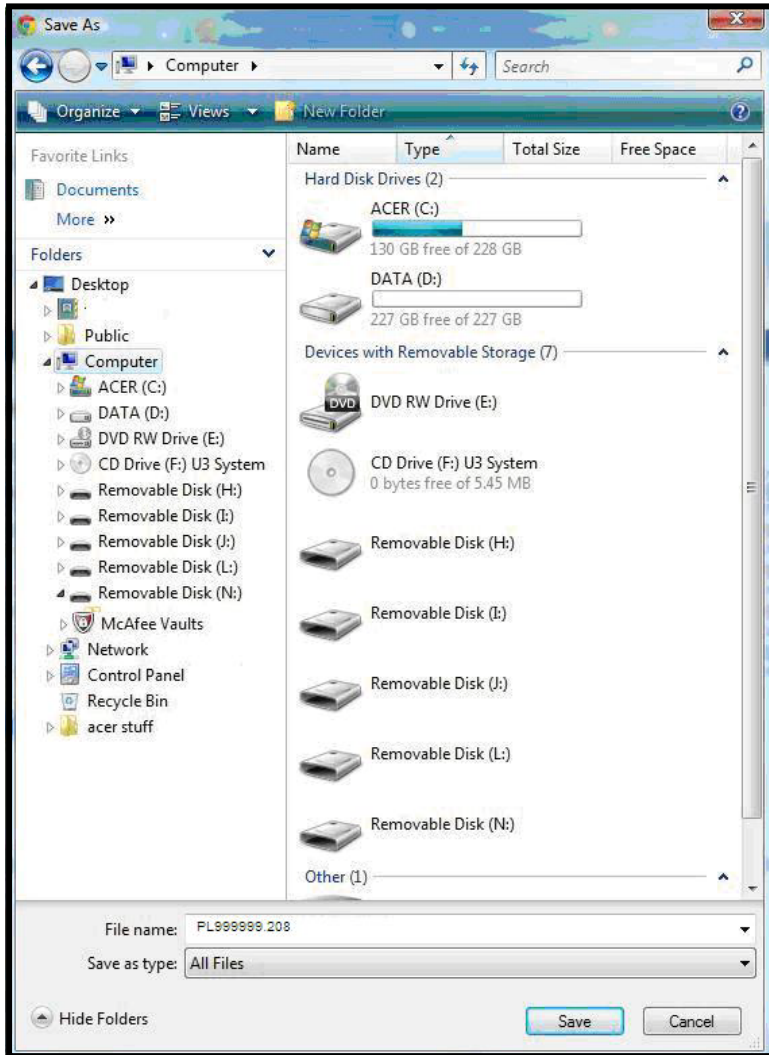 Save As
Computer
Search
Organize Views New Folder
Favorite Links
Documents
More »
Folders
Desktop
.
Public
Computer
ACER (C:)
DATA (D:)
DVD RW Drive (E:)
CD Drive (F:) U3 System
Removable Disk (H:)
Removable Disk (I:)
Removable Disk (J:)
Removable Disk (L:)
Removable Disk (N:)
McAfee Vaults
Network
Control Panel
Recycle Bin
acer stuff
Name Type Total Size Free Space
Hard Disk Drives (2)
ACER (C:)
130 GB free of 228 GB
DATA (D:)
227 GB free of 227 GB
Devices with Removable Storage (7)
DVD
DVD RW Drive (E:)
CD Drive (F:) U3 System
0 bytes free of 5.45 MB
Removable Disk (H:)
Removable Disk (I:)
Removable Disk (J:)
Removable Disk (L:)
Removable Disk (N:)
Other (1)
File name: PL999999.208
Save as type: All Files
Hide Folders
Save Cancel